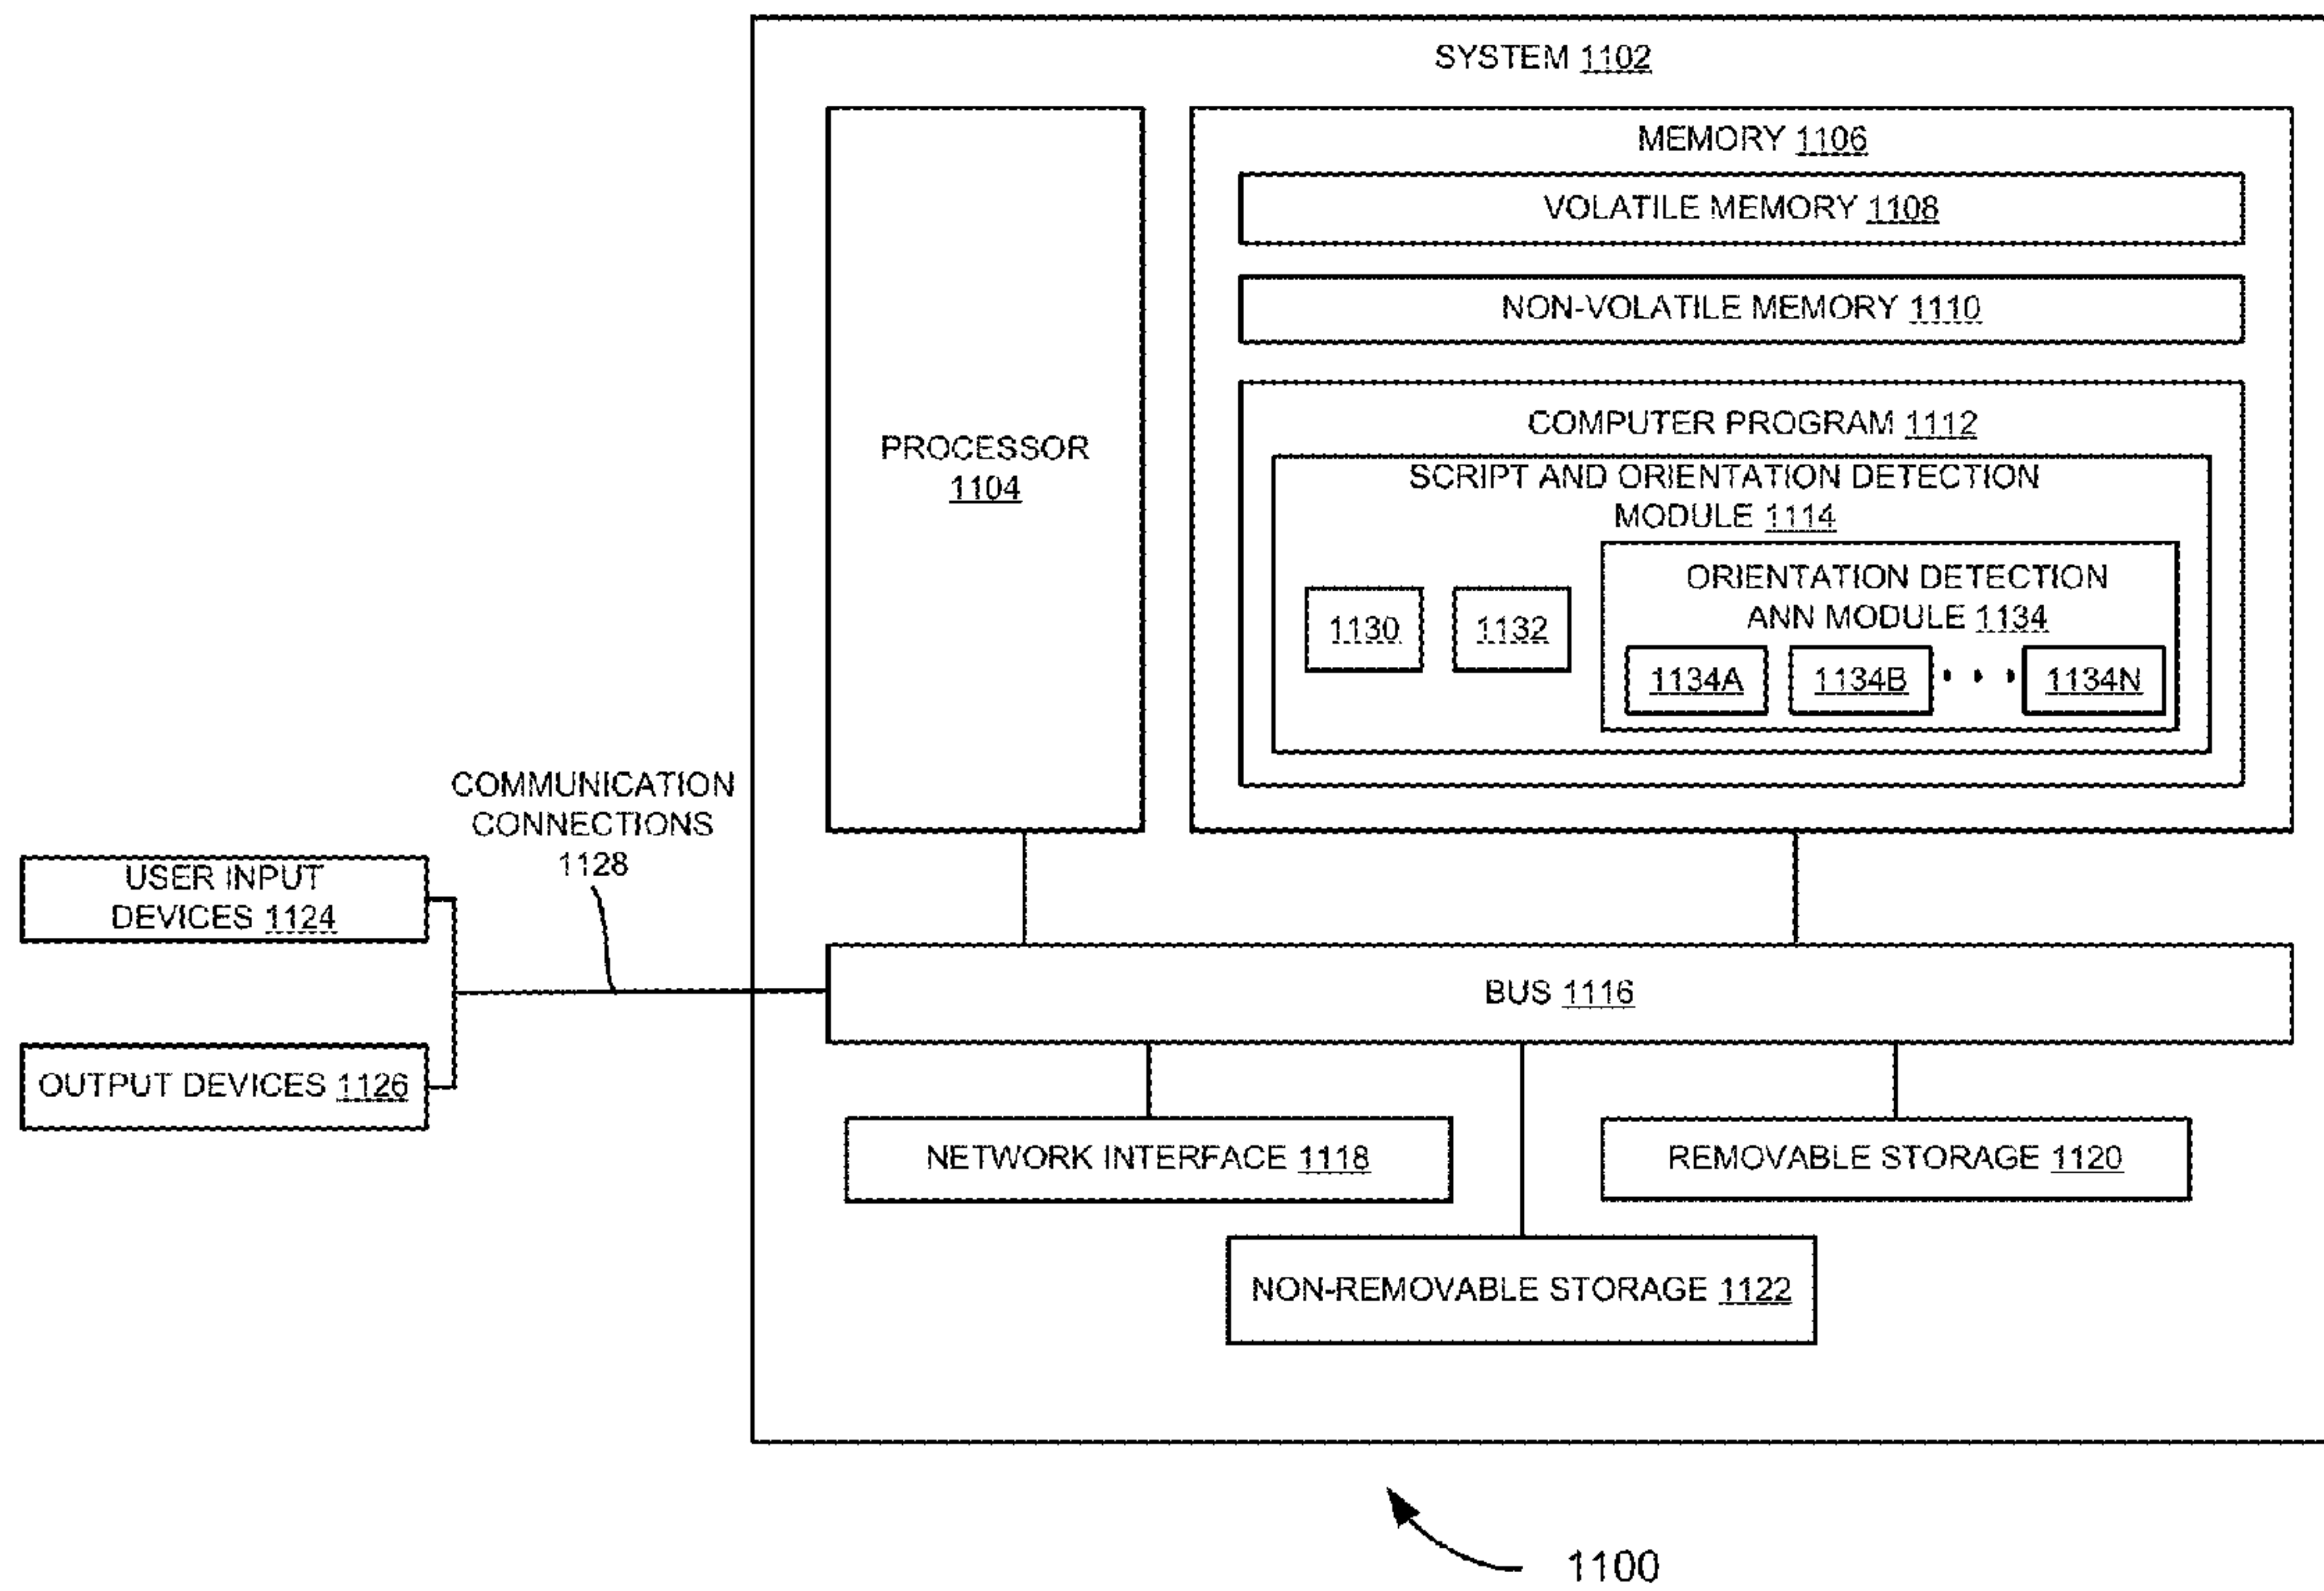 SYSTEM 1102
PROCESSOR
1104
MEMORY 1106
VOLATILE MEMORY 1108
NON-VOLATILE MEMORY 1110
COMPUTER PROGRAM 1112
SCRIPT AND ORIENTATION DETECTION
MODULE 1114
1130
1132
ORIENTATION DETECTION
ANN MODULE 1134
1134A
1134B
• • •
1134N
COMMUNICATION
CONNECTIONS
1128
USER INPUT
DEVICES 1124
OUTPUT DEVICES 1126
BUS 1116
NETWORK INTERFACE 1118
REMOVABLE STORAGE 1120
NON-REMOVABLE STORAGE 1122
1100